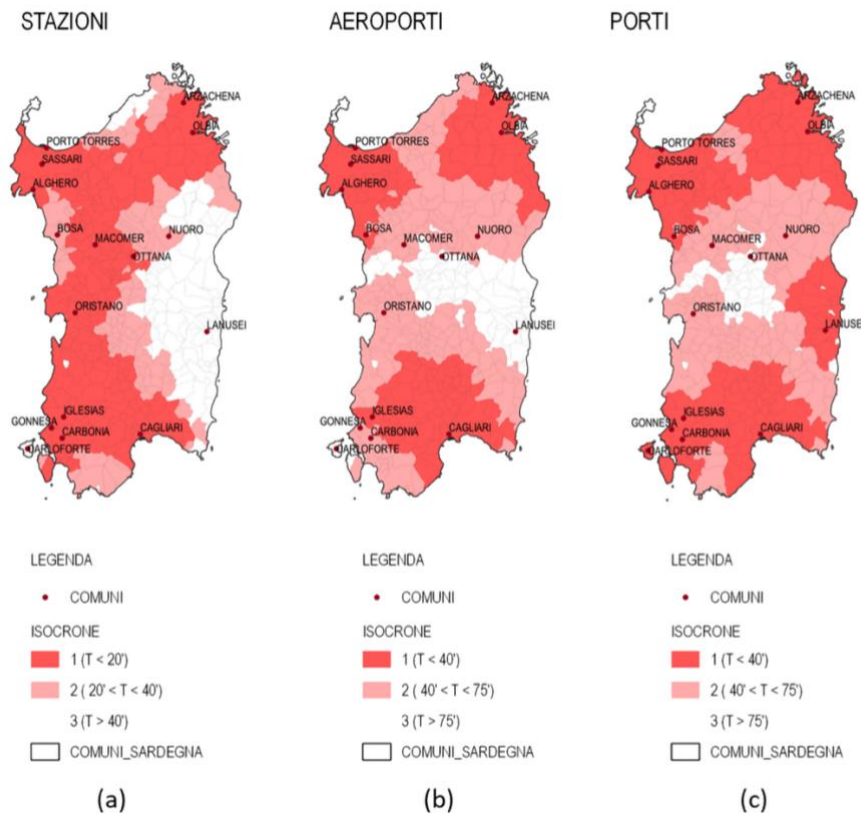 STAZIONI
ARZACHENA
OLBIA
PORTO TORRES
SASSARI
ALGHERO
BOSA
NUORO
MACOMER
OTTANA
ORISTANO
LANUSEI
IGLESIAS
GONNESA
CARBONIA
CAGLIARI
CARLOFORTE
LEGENDA
COMUNI
ISOCRONE
1 (T < 20')
2 ( 20' < T < 40')
3 (T > 40')
COMUNI_SARDEGNA
(a)
AEROPORTI
ARZACHENA
OLBIA
PORTO TORRES
SASSARI
ALGHERO
BOSA
NUORO
MACOMER
OTTANA
ORISTANO
LANUSEI
IGLESIAS
GONNESA
CARBONIA
CAGLIARI
CARLOFORTE
LEGENDA
COMUNI
ISOCRONE
1 (T < 40')
2 ( 40' < T < 75')
3 (T > 75')
COMUNI_SARDEGNA
(b)
PORTI
ARZACHENA
OLBIA
PORTO TORRES
SASSARI
ALGHERO
BOSA
NUORO
MACOMER
OTTANA
ORISTANO
LANUSEI
IGLESIAS
GONNESA
CARBONIA
CAGLIARI
CARLOFORTE
LEGENDA
COMUNI
ISOCRONE
1 (T < 40')
2 ( 40' < T < 75')
3 (T > 75')
COMUNI_SARDEGNA
(c)